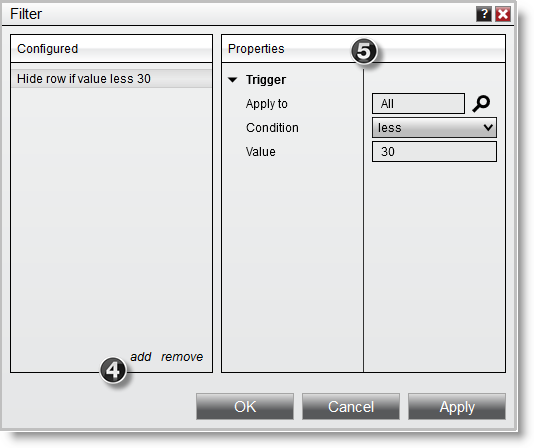 Filter ?
Configured
Properties 5
Hide row if value less 30
Trigger
Apply to All
Condition less
Value 30
4 add remove
OK Cancel Apply